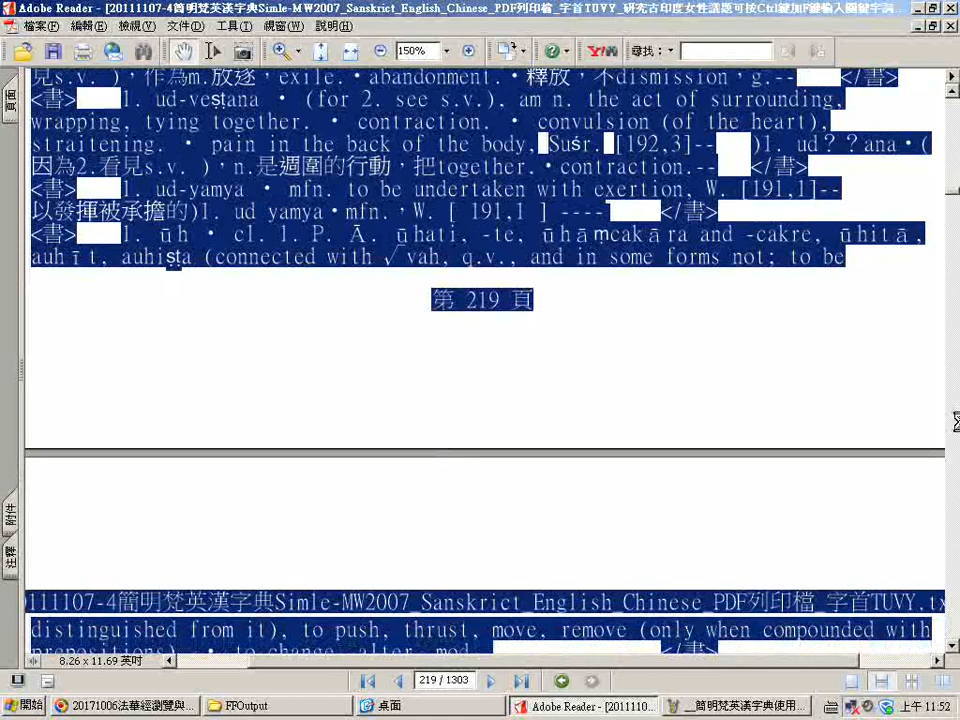 Adobe Reader - [20111107-4簡明梵英漢字典Simle-MW2007_Sanskrict_English_Chinese_PDF列印檔_字首TUVY_研究古印度女性議題可按Ctrl鍵加F鍵輸入關鍵字詞...
檔案(F) 編輯(E) 檢視(V) 文件(D) 工具(T) 視窗(W) 說明(H)
150% Y! 尋找:
頁面
見s.v. ),作為m.放逐,exile.・abandonment.・釋放,不dismission,g.-- </書>
<書> 1. ud-veṣṭana ・ (for 2. see s.v.), am n. the act of surrounding,
wrapping, tying together. ・ contraction. ・ convulsion (of the heart),
straitening. ・ pain in the back of the body, Suśr. [192,3]-- )1. ud??ana・(
因為2.看見s.v. ),n.是週圍的行動,把together.・contraction.-- </書>
<書> 1. ud-yamya ・ mfn. to be undertaken with exertion, W. [191,1]--
以發揮被承擔的)1. ud yamya・mfn.,W. [ 191,1 ] ---- </書>
<書> 1. ūh ・ cl. 1. P. Ā. ūhati, -te, ūhāṃcakāra and -cakre, ūhitā,
auhīt, auhiṣṭa (connected with √vah, q.v., and in some forms not; to be
第 219 頁
附件
註釋
0111107-4簡明梵英漢字典Simle-MW2007_Sanskrict_English_Chinese_PDF列印檔_字首TUVY.tx
distinguished from it), to push, thrust, move, remove (only when compounded with
prepositions) ・ to change, alter, mod. </書>
8.26 x 11.69 英吋
219 / 1303
開始 20171006法華經瀏覽與... FFOutput 桌面 Adobe Reader - [201110... __簡明梵英字典使用... 上午 11:52